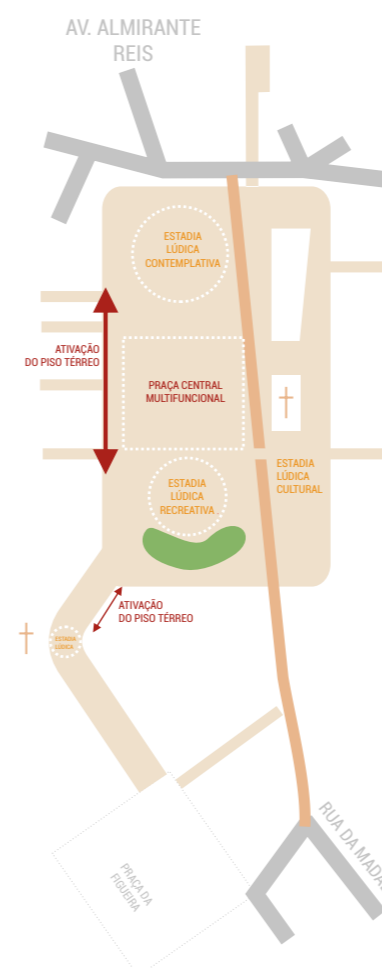 AV. ALMIRANTE
REIS
ESTADIA
LÚDICA
CONTEMPLATIVA
ATIVAÇÃO
DO PISO TÉRREO
PRAÇA CENTRAL
MULTIFUNCIONAL
ESTADIA
LÚDICA
CULTURAL
ESTADIA
LÚDICA
RECREATIVA
ATIVAÇÃO
DO PISO TÉRREO
ESTADIA
LÚDICA
RUA DA MADAL
PRAÇA DA
FIGUEIRA